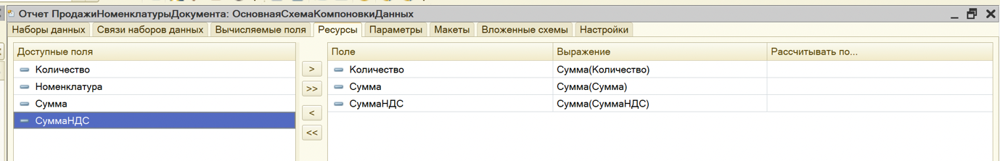 Отчет ПродажиНоменклатурыДокумента: ОсновнаяСхемаКомпоновкиДанных
Наборы данных Связи наборов данных Вычисляемые поля Ресурсы Параметры Макеты Вложенные схемы Настройки
Доступные поля Поле Выражение Рассчитывать по...
Количество > Количество Сумма(Количество)
Номенклатура >> Сумма Сумма(Сумма)
Сумма < СуммаНДС Сумма(СуммаНДС)
СуммаНДС <<